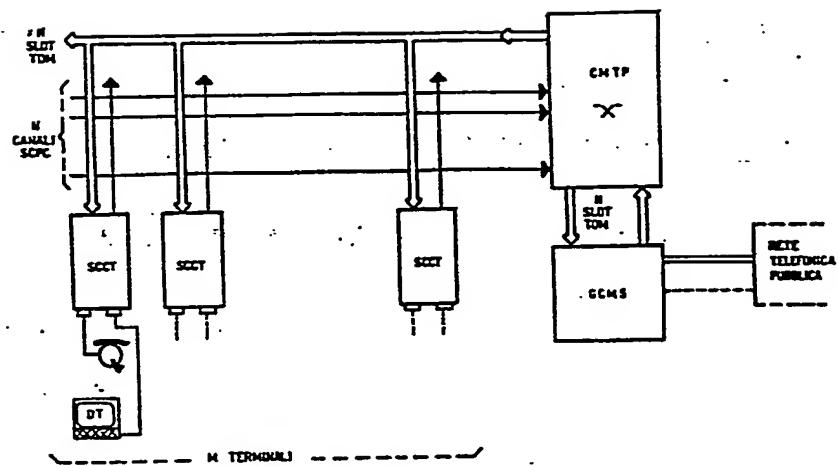 N
SLOT
TDM
CMTP
N
CANALI
SCPC
N
SLOT
TDM
SCCT
SCCT
SCCT
GCMS
RETE
TELEFONICA
PUBBLICA
DT
M TERMINALI